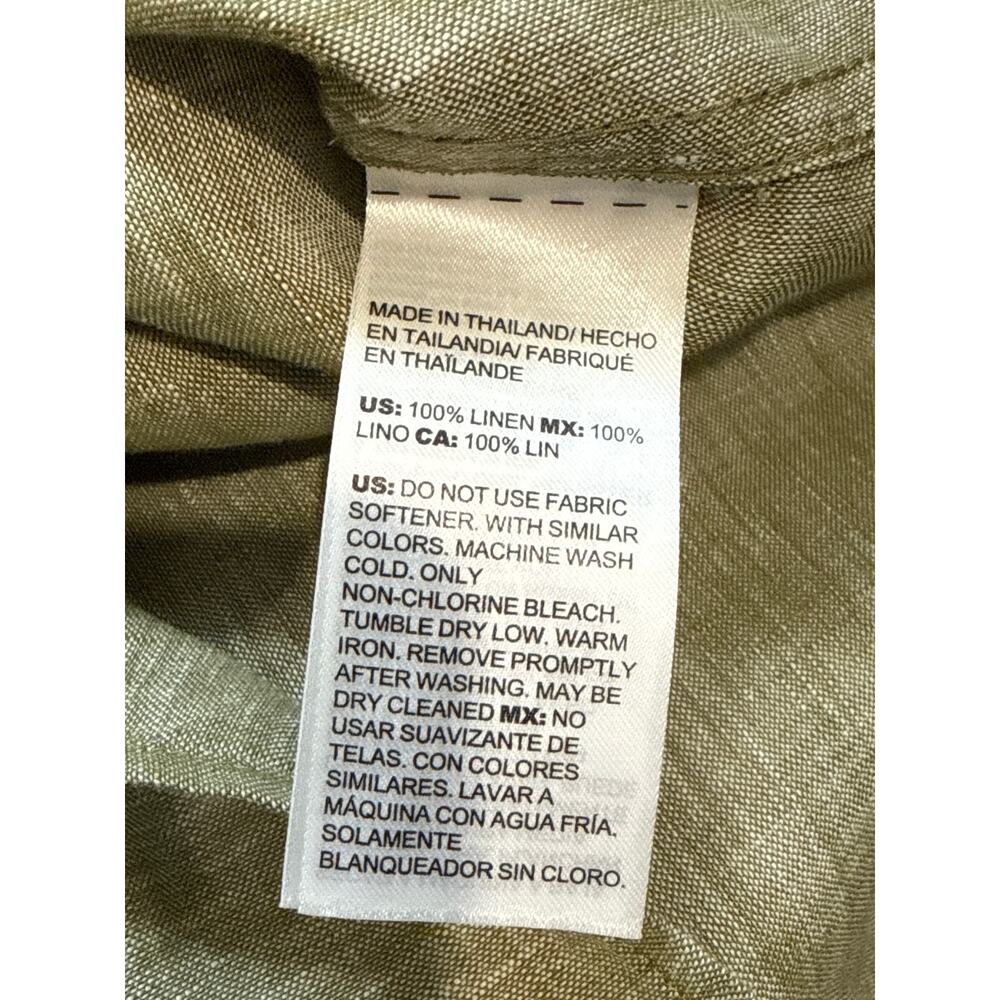 MADE IN THAILAND/ HECHO
EN TAILANDIA/ FABRIQUÉ
EN THAÏLANDE
US: 100% LINEN MX: 100%
LINO CA: 100% LIN
US: DO NOT USE FABRIC
SOFTENER. WITH SIMILAR
COLORS. MACHINE WASH
COLD. ONLY
NON-CHLORINE BLEACH.
TUMBLE DRY LOW. WARM
IRON. REMOVE PROMPTLY
AFTER WASHING. MAY BE
DRY CLEANED MX: NO
USAR SUAVIZANTE DE
TELAS. CON COLORES
SIMILARES. LAVAR A
MÁQUINA CON AGUA FRÍA.
SOLAMENTE
BLANQUEADOR SIN CLORO.